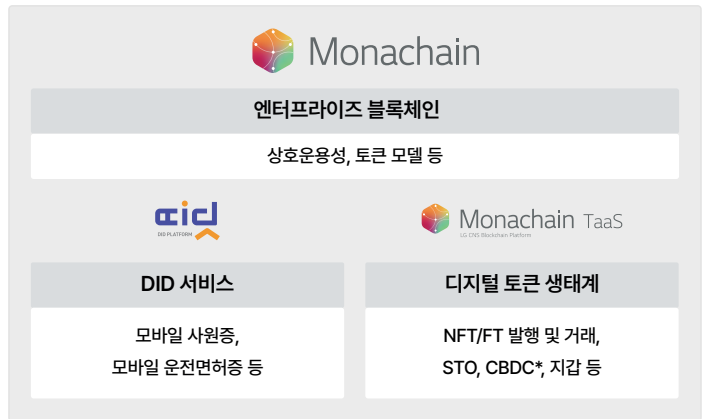 Monachain
엔터프라이즈 블록체인
상호운용성, 토큰 모델 등
DID PLATFORM
Monachain TaaS
LG CNS Blockchain Platform
DID 서비스
디지털 토큰 생태계
모바일 사원증,
모바일 운전면허증 등
NFT/FT 발행 및 거래,
STO, CBDC*, 지갑 등